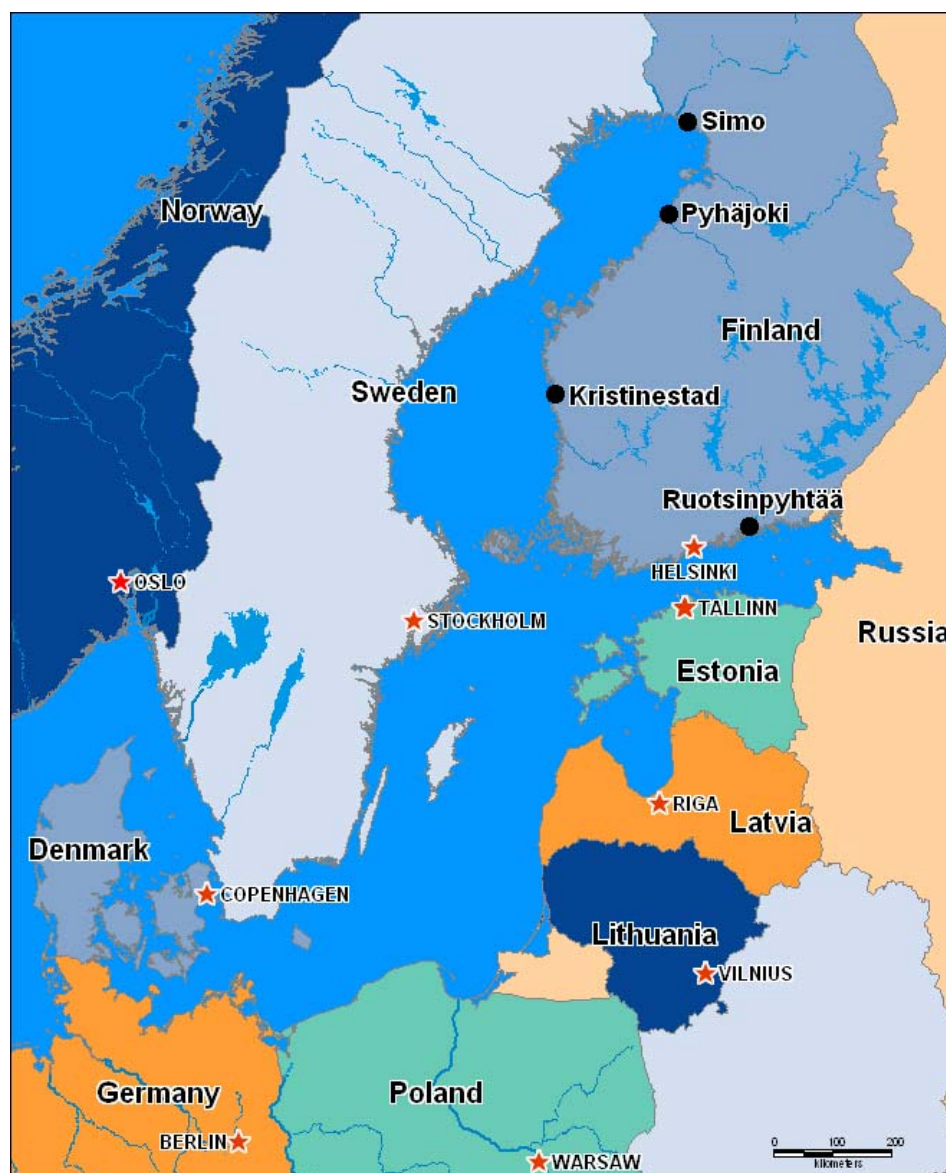 Simo
Norway
Pyhäjoki
Finland
Sweden
Kristinestad
Ruotsinpyhtää
HELSINKI
OSLO
TALLINN
STOCKHOLM
Russia
Estonia
RIGA
Latvia
Denmark
COPENHAGEN
Lithuania
VILNIUS
Germany
Poland
BERLIN
WARSAW
0 100 200
kilometers